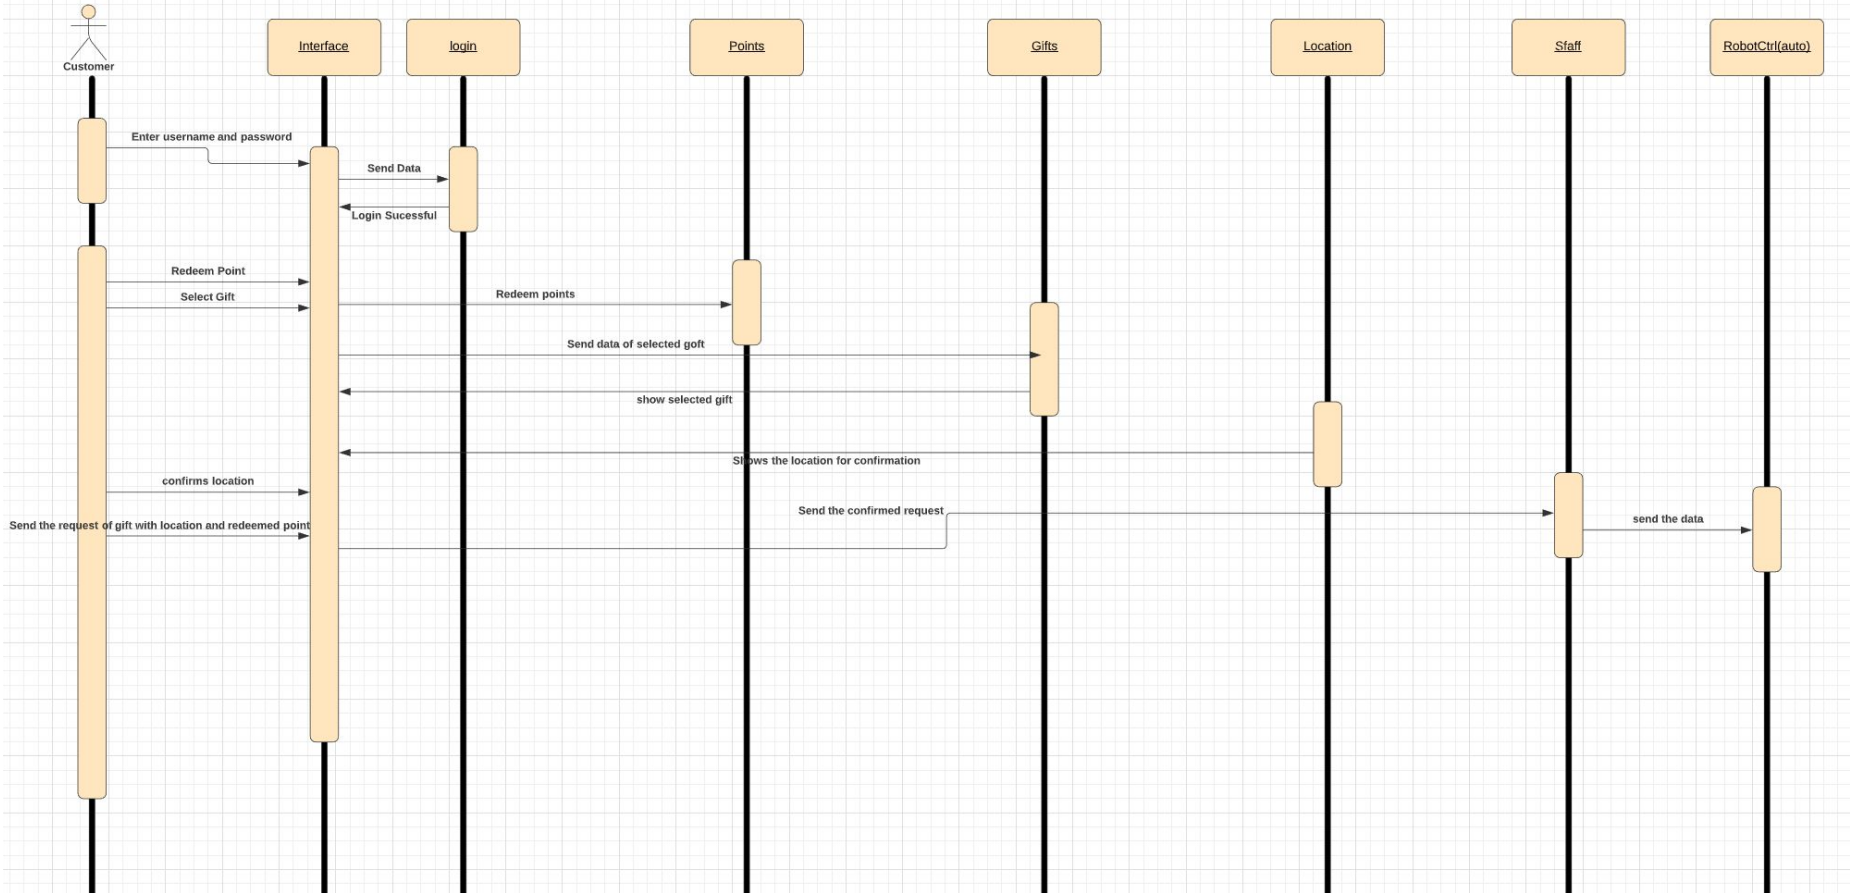 Customer
Interface
login
Points
Gifts
Location
Sfaff
RobotCtrl(auto)
Enter username and password
Send Data
Login Sucessful
Redeem Point
Select Gift
Redeem points
Send data of selected goft
show selected gift
Shows the location for confirmation
confirms location
Send the confirmed request
send the data
Send the request of gift with location and redeemed point